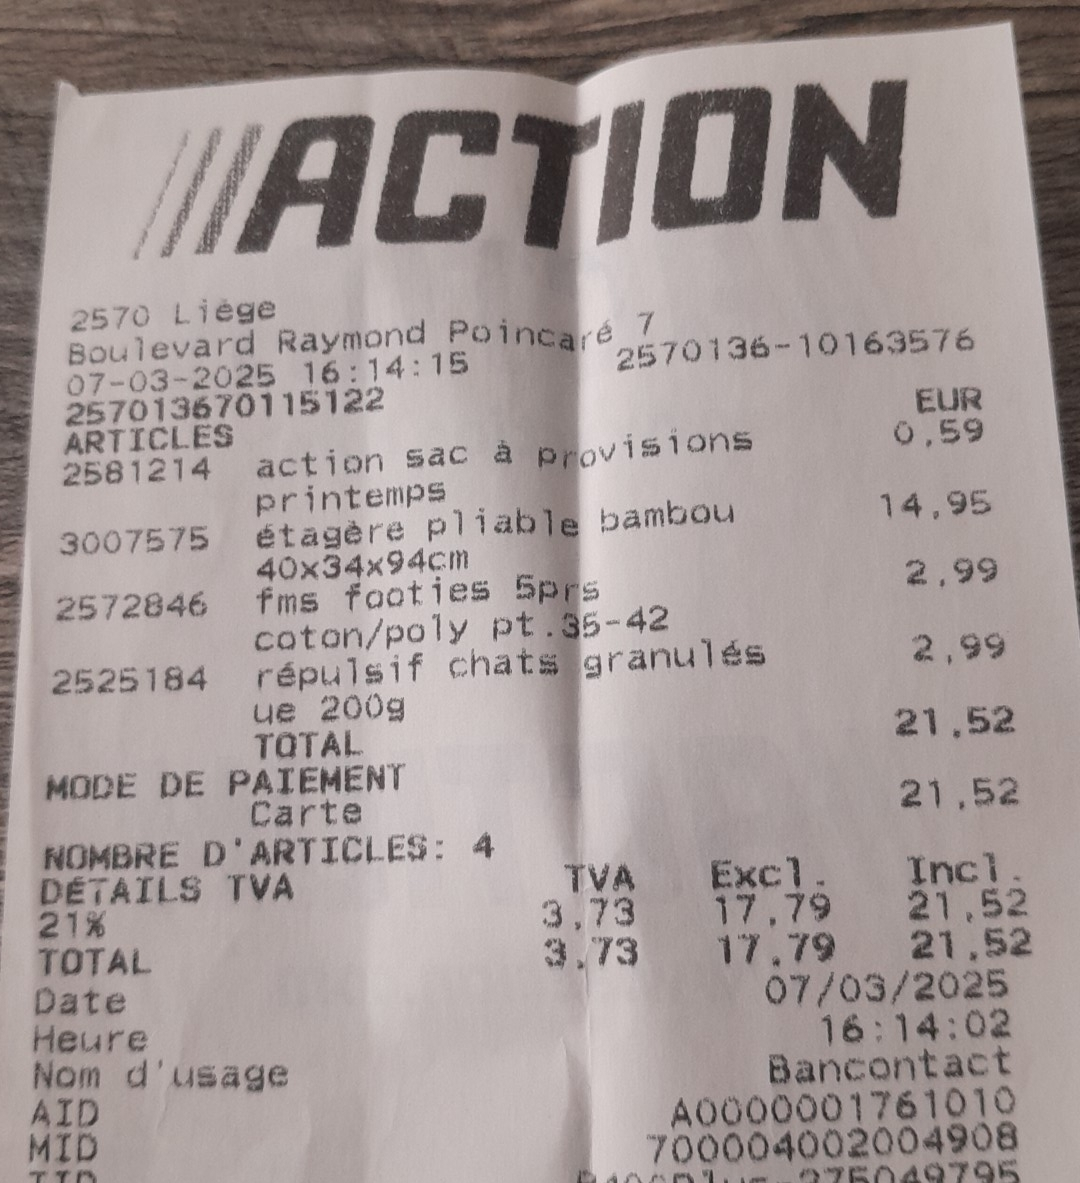 ACTION
2570 Liège
Boulevard Raymond Poincaré 7
07-03-2025 16:14:15 2570136-10163576
257013670115122
EUR
ARTICLES
2581214 action sac à provisions 0,59
printemps
3007575 étagère pliable bambou 14,95
40x34x94cm
2572846 fms footies 5prs 2,99
coton/poly pt.35-42
2525184 répulsif chats granulés 2,99
ue 200g
TOTAL 21,52
MODE DE PAIEMENT
Carte 21,52
NOMBRE D'ARTICLES: 4
DÉTAILS TVA TVA Excl. Incl.
21% 3,73 17,79 21,52
TOTAL 3,73 17,79 21,52
Date 07/03/2025
Heure 16:14:02
Nom d'usage Bancontact
AID A0000001761010
MID 700004002004908
TID